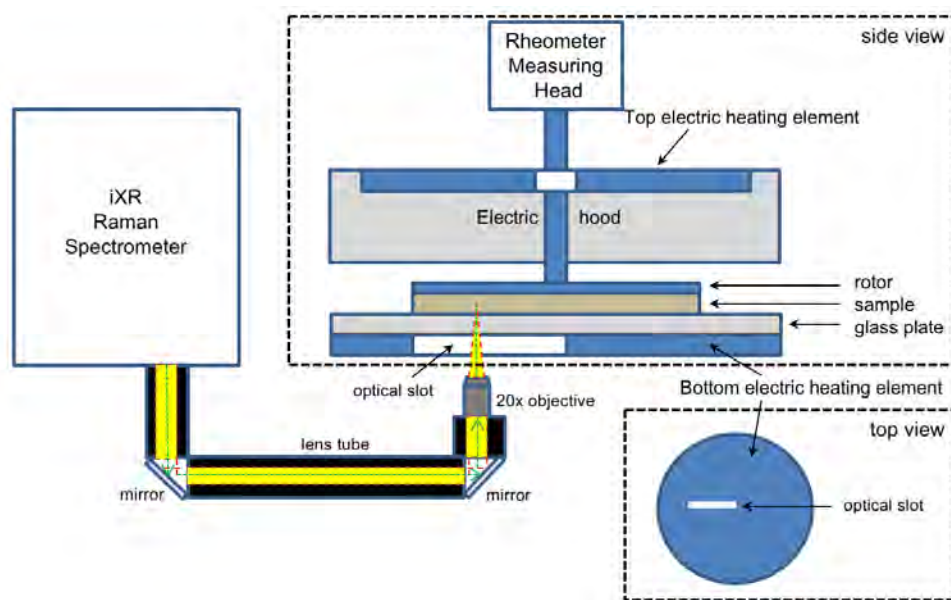 side view
Rheometer
Measuring
Head
Top electric heating element
iXR
Raman
Spectrometer
Electric hood
rotor
sample
glass plate
optical slot
20x objective
Bottom electric heating element
lens tube
mirror
mirror
top view
optical slot